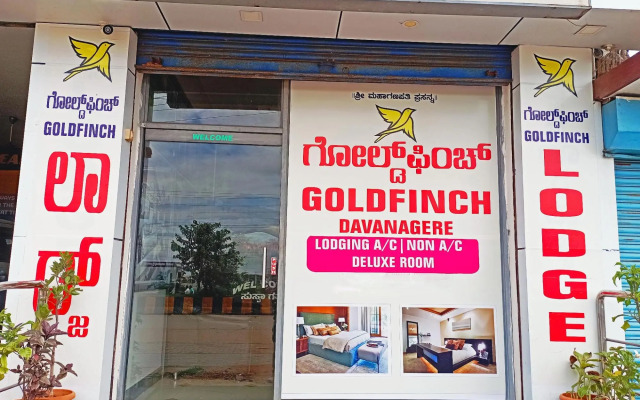 ಗೋಲ್ಡ್‌ಫಿಂಚ್
GOLDFINCH
ಲಾಡ್ಜ್
WELCOME
ಸುಸ್ವಾಗ
|ಶ್ರೀ ಮಹಾಗಣಪತಿ ಪ್ರಸನ್ನ|
ಗೋಲ್ಡ್‌ಫಿಂಚ್
GOLDFINCH
DAVANAGERE
LODGING A/C | NON A/C
DELUXE ROOM
ಗೋಲ್ಡ್‌ಫಿಂಚ್
GOLDFINCH
LODGE